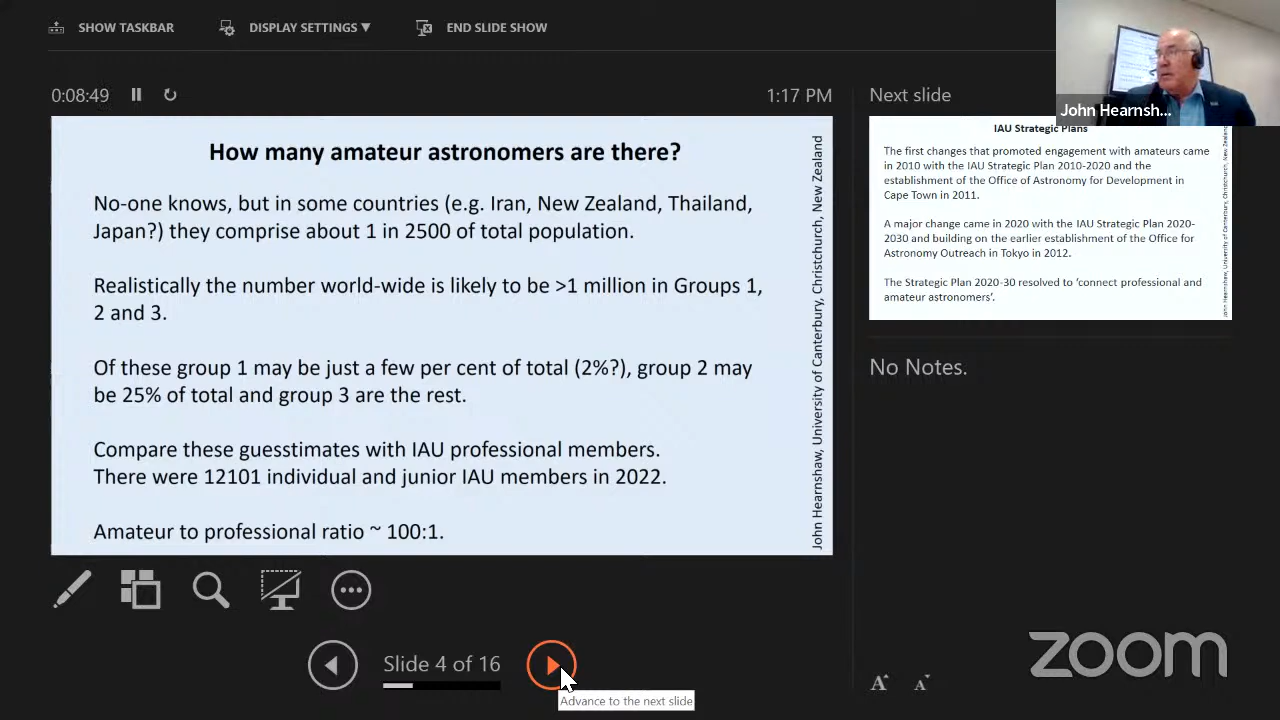 SHOW TASKBAR
DISPLAY SETTINGS ▼
END SLIDE SHOW
0:08:49
1:17 PM
How many amateur astronomers are there?
No-one knows, but in some countries (e.g. Iran, New Zealand, Thailand,
Japan?) they comprise about 1 in 2500 of total population.
Realistically the number world-wide is likely to be >1 million in Groups 1,
2 and 3.
Of these group 1 may be just a few per cent of total (2%?), group 2 may
be 25% of total and group 3 are the rest.
Compare these guesstimates with IAU professional members.
There were 12101 individual and junior IAU members in 2022.
Amateur to professional ratio ~ 100:1.
John Hearnshaw, University of Canterbury, Christchurch, New Zealand
Slide 4 of 16
Advance to the next slide
Next slide
John Hearnsh...
IAU Strategic Plans
The first changes that promoted engagement with amateurs came
in 2010 with the IAU Strategic Plan 2010-2020 and the
establishment of the Office of Astronomy for Development in
Cape Town in 2011.
A major change came in 2020 with the IAU Strategic Plan 2020-
2030 and building on the earlier establishment of the Office for
Astronomy Outreach in Tokyo in 2012.
The Strategic Plan 2020-30 resolved to 'connect professional and
amateur astronomers'.
John Hearnshaw, University of Canterbury, Christchurch, New Zealand
No Notes.
A A
zoom